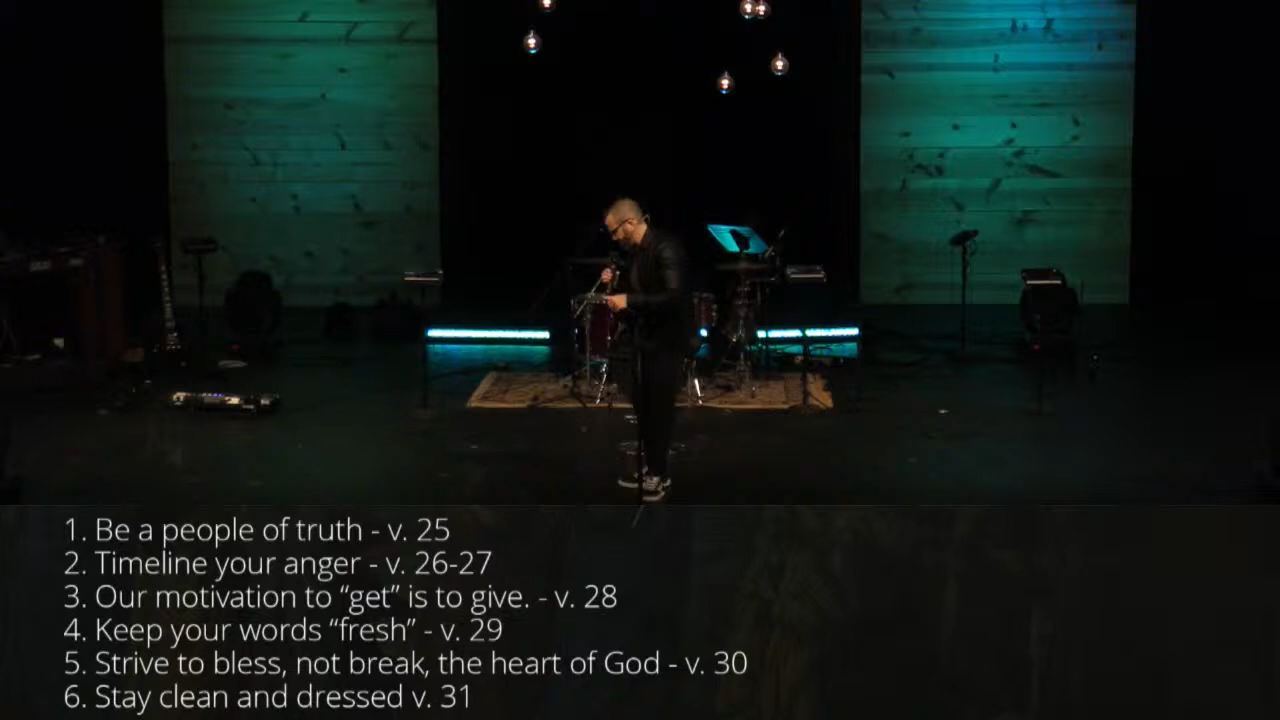 1. Be a people of truth - v. 25
2. Timeline your anger - v. 26-27
3. Our motivation to “get” is to give. - v. 28
4. Keep your words “fresh” - v. 29
5. Strive to bless, not break, the heart of God - v. 30
6. Stay clean and dressed v. 31